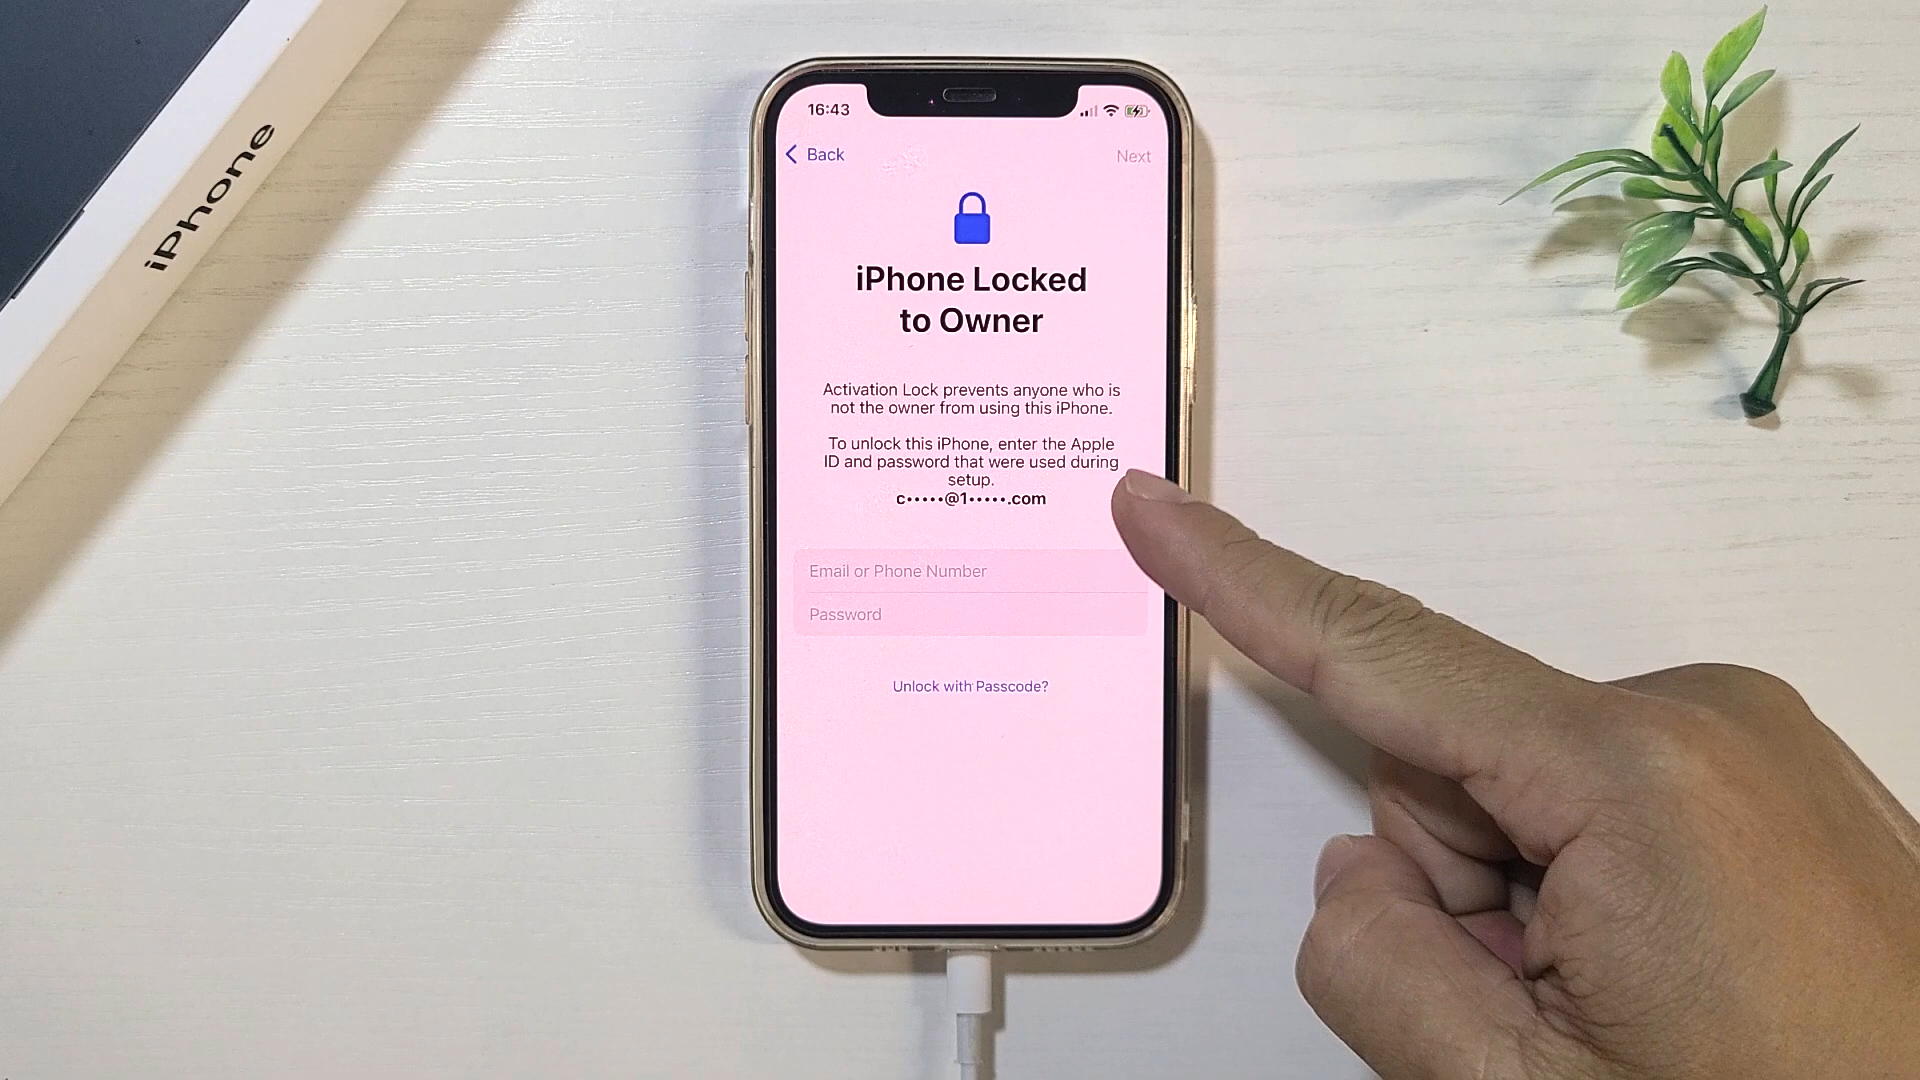 iPhone
16:43
Back
Next
iPhone Locked
to Owner
Activation Lock prevents anyone who is
not the owner from using this iPhone.
To unlock this iPhone, enter the Apple
ID and password that were used during
setup.
c•••••@1•••••.com
Email or Phone Number
Password
Unlock with Passcode?